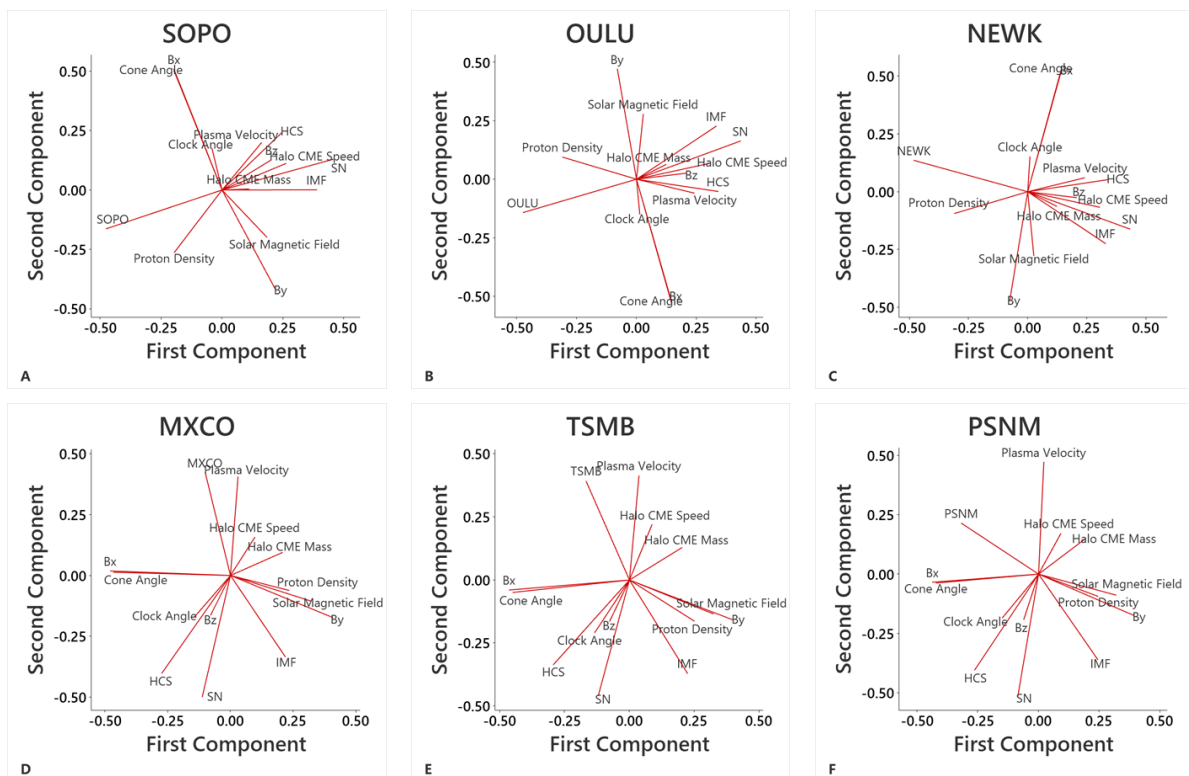 SOPO
0.50
0.25
0.00
-0.25
-0.50
Second Component
Bx
Cone Angle
Plasma Velocity
HCS
Clock Angle
Bz
Halo CME Speed
SN
Halo CME Mass
IMF
SOPO
Solar Magnetic Field
Proton Density
By
-0.50 -0.25 0.00 0.25 0.50
First Component
A
OULU
0.50
0.25
0.00
-0.25
-0.50
Second Component
By
Solar Magnetic Field
IMF
SN
Proton Density
Halo CME Mass
Halo CME Speed
Bz
HCS
OULU
Plasma Velocity
Clock Angle
Bx
Cone Angle
-0.50 -0.25 0.00 0.25 0.50
First Component
B
NEWK
0.50
0.25
0.00
-0.25
-0.50
Second Component
Cone Angle
Bx
Clock Angle
NEWK
Plasma Velocity
HCS
Bz
Proton Density
Halo CME Speed
Halo CME Mass
SN
IMF
Solar Magnetic Field
By
-0.50 -0.25 0.00 0.25 0.50
First Component
C
MXCO
0.50
0.25
0.00
-0.25
-0.50
Second Component
MXCO
Plasma Velocity
Halo CME Speed
Halo CME Mass
Bx
Cone Angle
Proton Density
Solar Magnetic Field
Clock Angle
Bz
By
IMF
HCS
SN
-0.50 -0.25 0.00 0.25 0.50
First Component
D
TSMB
0.50
0.25
0.00
-0.25
-0.50
Second Component
Plasma Velocity
TSMB
Halo CME Speed
Halo CME Mass
Bx
Cone Angle
Solar Magnetic Field
By
Bz
Proton Density
Clock Angle
HCS
IMF
SN
-0.50 -0.25 0.00 0.25 0.50
First Component
E
PSNM
0.50
0.25
0.00
-0.25
-0.50
Second Component
Plasma Velocity
PSNM
Halo CME Speed
Halo CME Mass
Bx
Cone Angle
Solar Magnetic Field
Proton Density
By
Clock Angle
Bz
IMF
HCS
SN
-0.50 -0.25 0.00 0.25 0.50
First Component
F